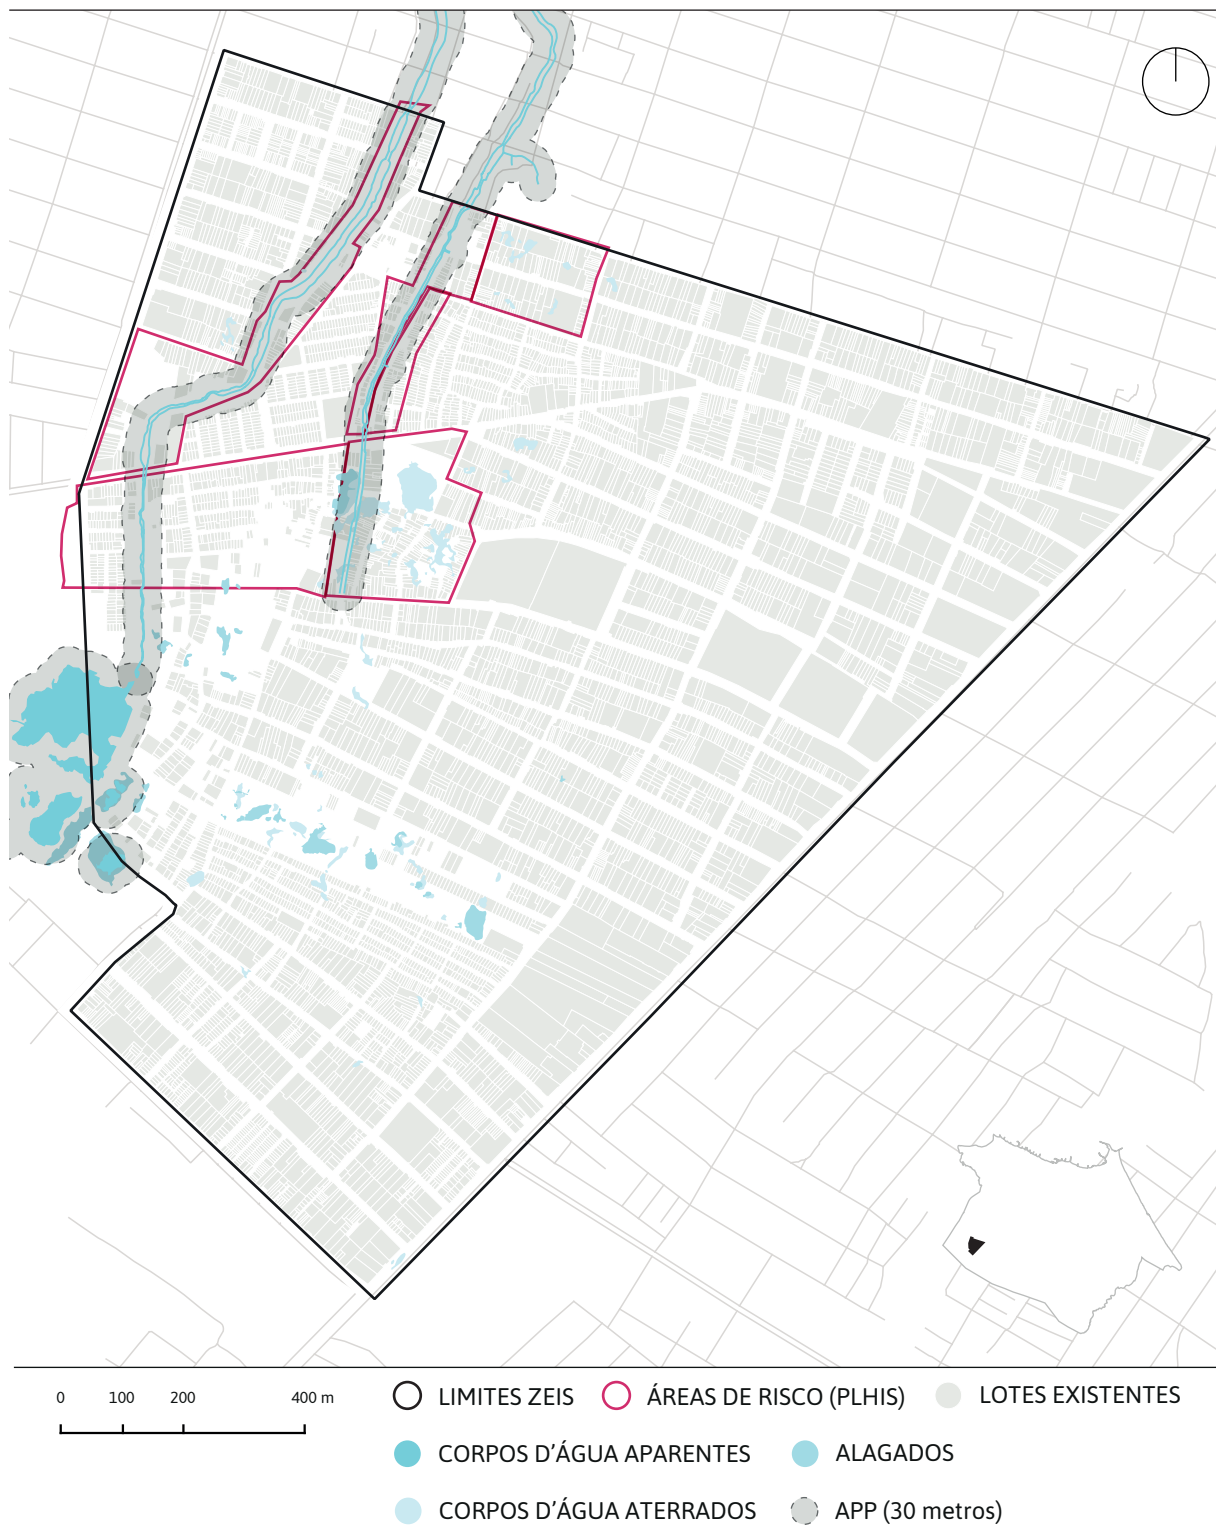 0 100 200 400 m
LIMITES ZEIS ÁREAS DE RISCO (PLHIS) LOTES EXISTENTES
CORPOS D’ÁGUA APARENTES ALAGADOS
CORPOS D’ÁGUA ATERRADOS APP (30 metros)